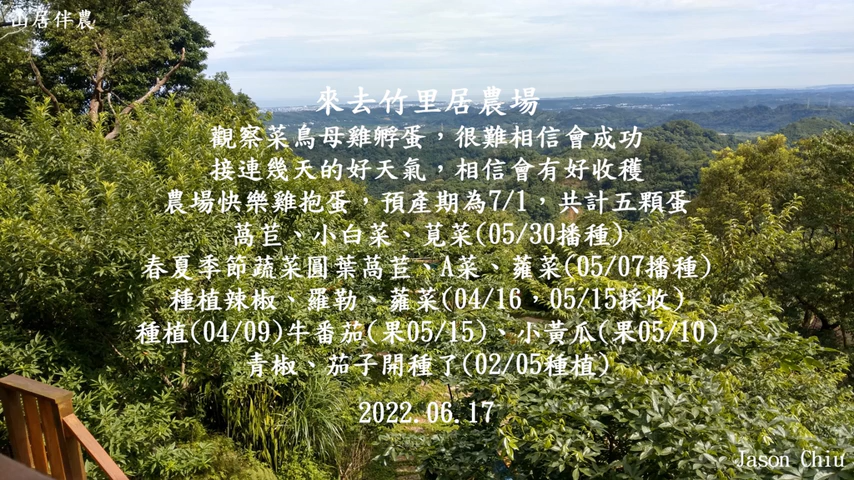 山居伴農
來去竹里居農場
觀察菜鳥母雞孵蛋，很難相信會成功
接連幾天的好天氣，相信會有好收穫
農場快樂雞抱蛋，預產期為7/1，共計五顆蛋
萵苣、小白菜、莧菜(05/30播種)
春夏季節蔬菜圓葉萵苣、A菜、蕹菜(05/07播種)
種植辣椒、羅勒、蕹菜(04/16，05/15採收)
種植(04/09)牛番茄(果05/15)、小黃瓜(果05/10)
青椒、茄子開種了(02/05種植)
2022.06.17
Jason Chiu